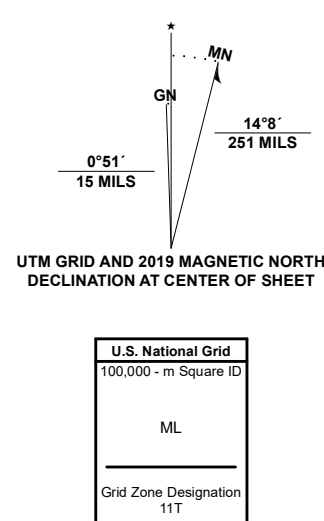 ★
MN
GN
14°8´
251 MILS
0°51´
15 MILS
UTM GRID AND 2019 MAGNETIC NORTH
DECLINATION AT CENTER OF SHEET
U.S. National Grid
100,000 - m Square ID
ML
Grid Zone Designation
11T